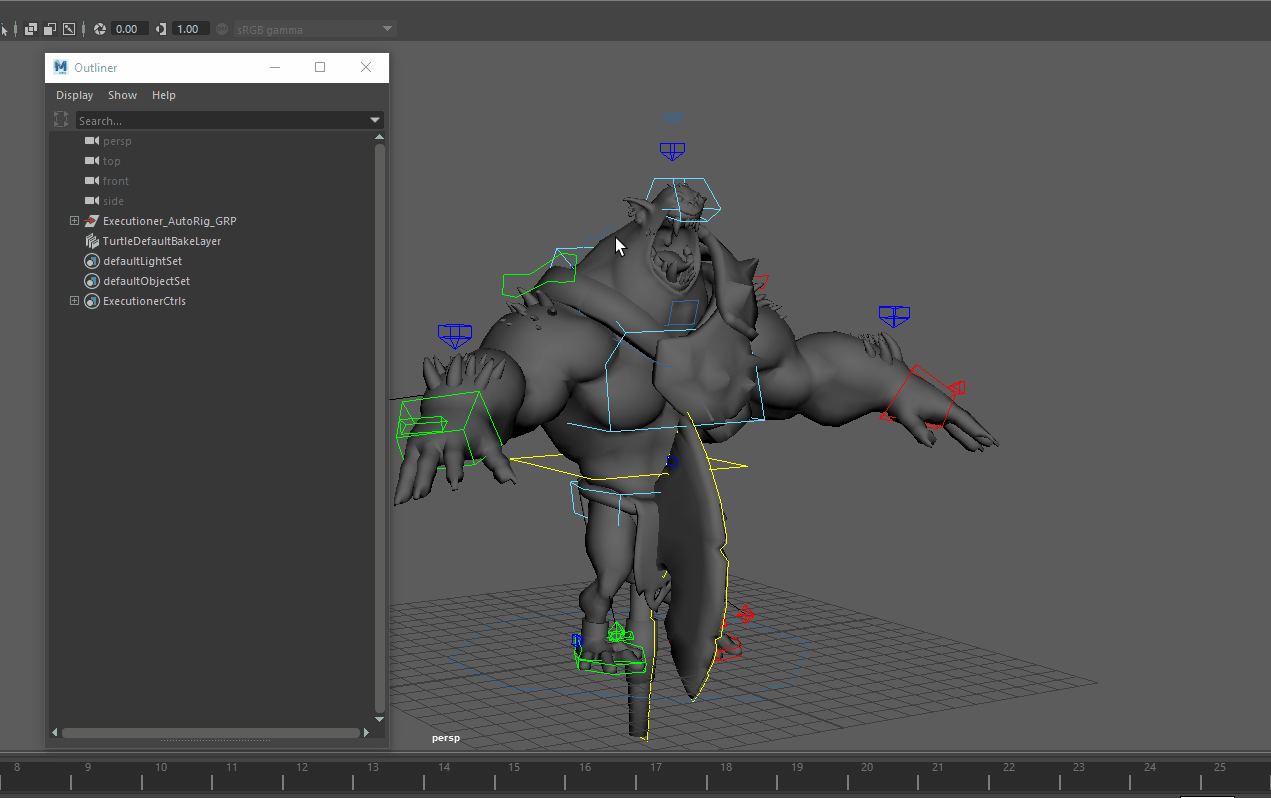 0.00 1.00 sRGB gamma
Outliner
Display Show Help
Search...
persp
top
front
side
Executioner_AutoRig_GRP
TurtleDefaultBakeLayer
defaultLightSet
defaultObjectSet
ExecutionerCtrls
persp
8 9 10 11 12 13 14 15 16 17 18 19 20 21 22 23 24 25